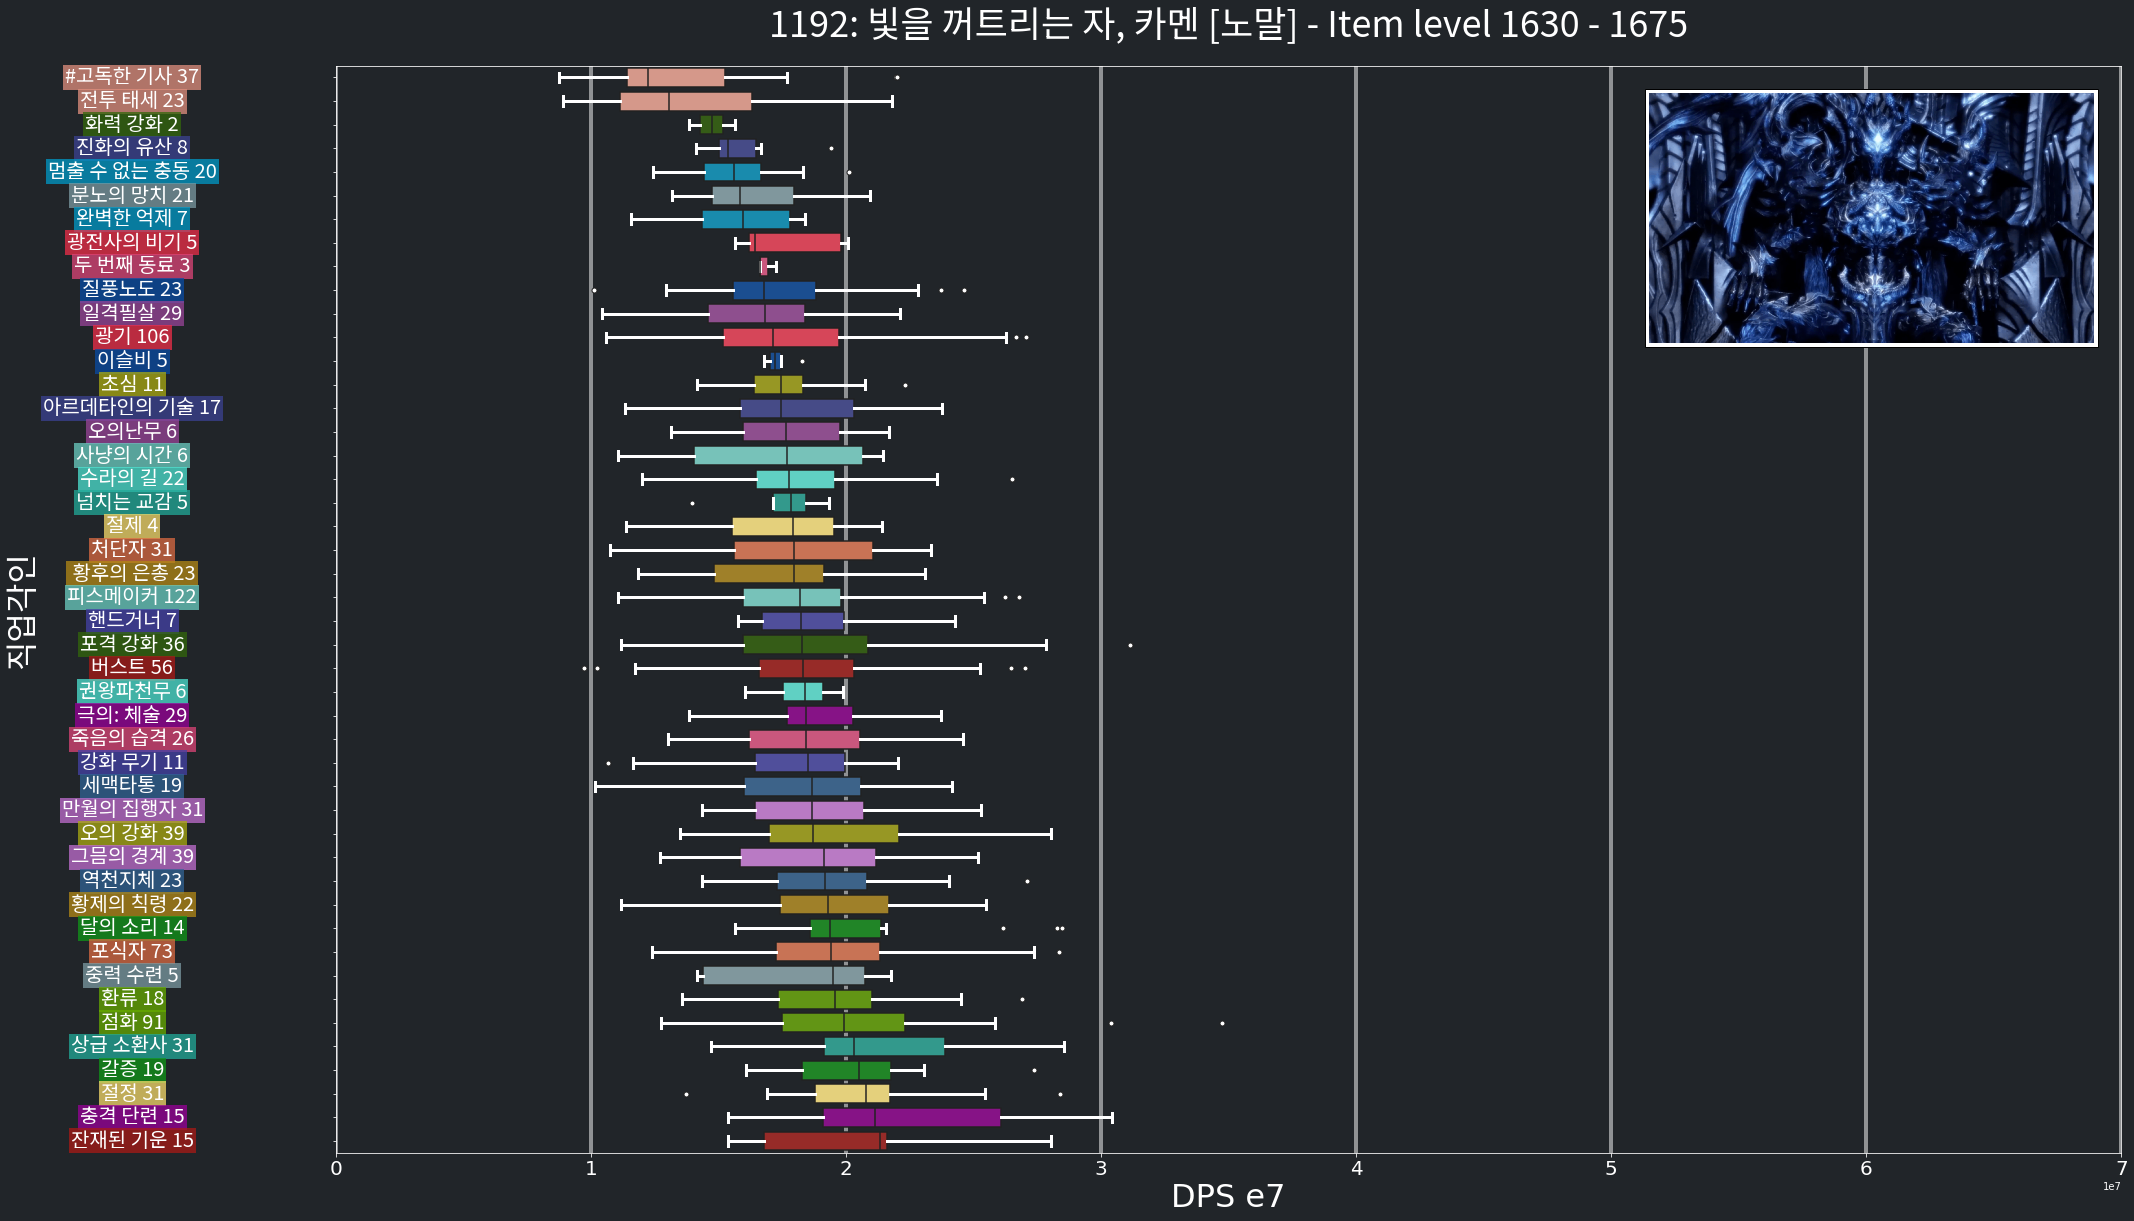 1192: 빛을 꺼트리는 자, 카멘 [노말] - Item level 1630 - 1675
#고독한 기사 37
전투 태세 23
화력 강화 2
진화의 유산 8
멈출 수 없는 충동 20
분노의 망치 21
완벽한 억제 7
광전사의 비기 5
두 번째 동료 3
질풍노도 23
일격필살 29
광기 106
이슬비 5
초심 11
아르데타인의 기술 17
오의난무 6
사냥의 시간 6
수라의 길 22
넘치는 교감 5
절제 4
처단자 31
황후의 은총 23
피스메이커 122
핸드거너 7
포격 강화 36
버스트 56
권왕파천무 6
극의: 체술 29
죽음의 습격 26
강화 무기 11
세맥타통 19
만월의 집행자 31
오의 강화 39
그믐의 경계 39
역천지체 23
황제의 칙령 22
달의 소리 14
포식자 73
중력 수련 5
환류 18
점화 91
상급 소환사 31
갈증 19
절정 31
충격 단련 15
잔재된 기운 15
직업각인
0 1 2 3 4 5 6 7
1e7
DPS e7